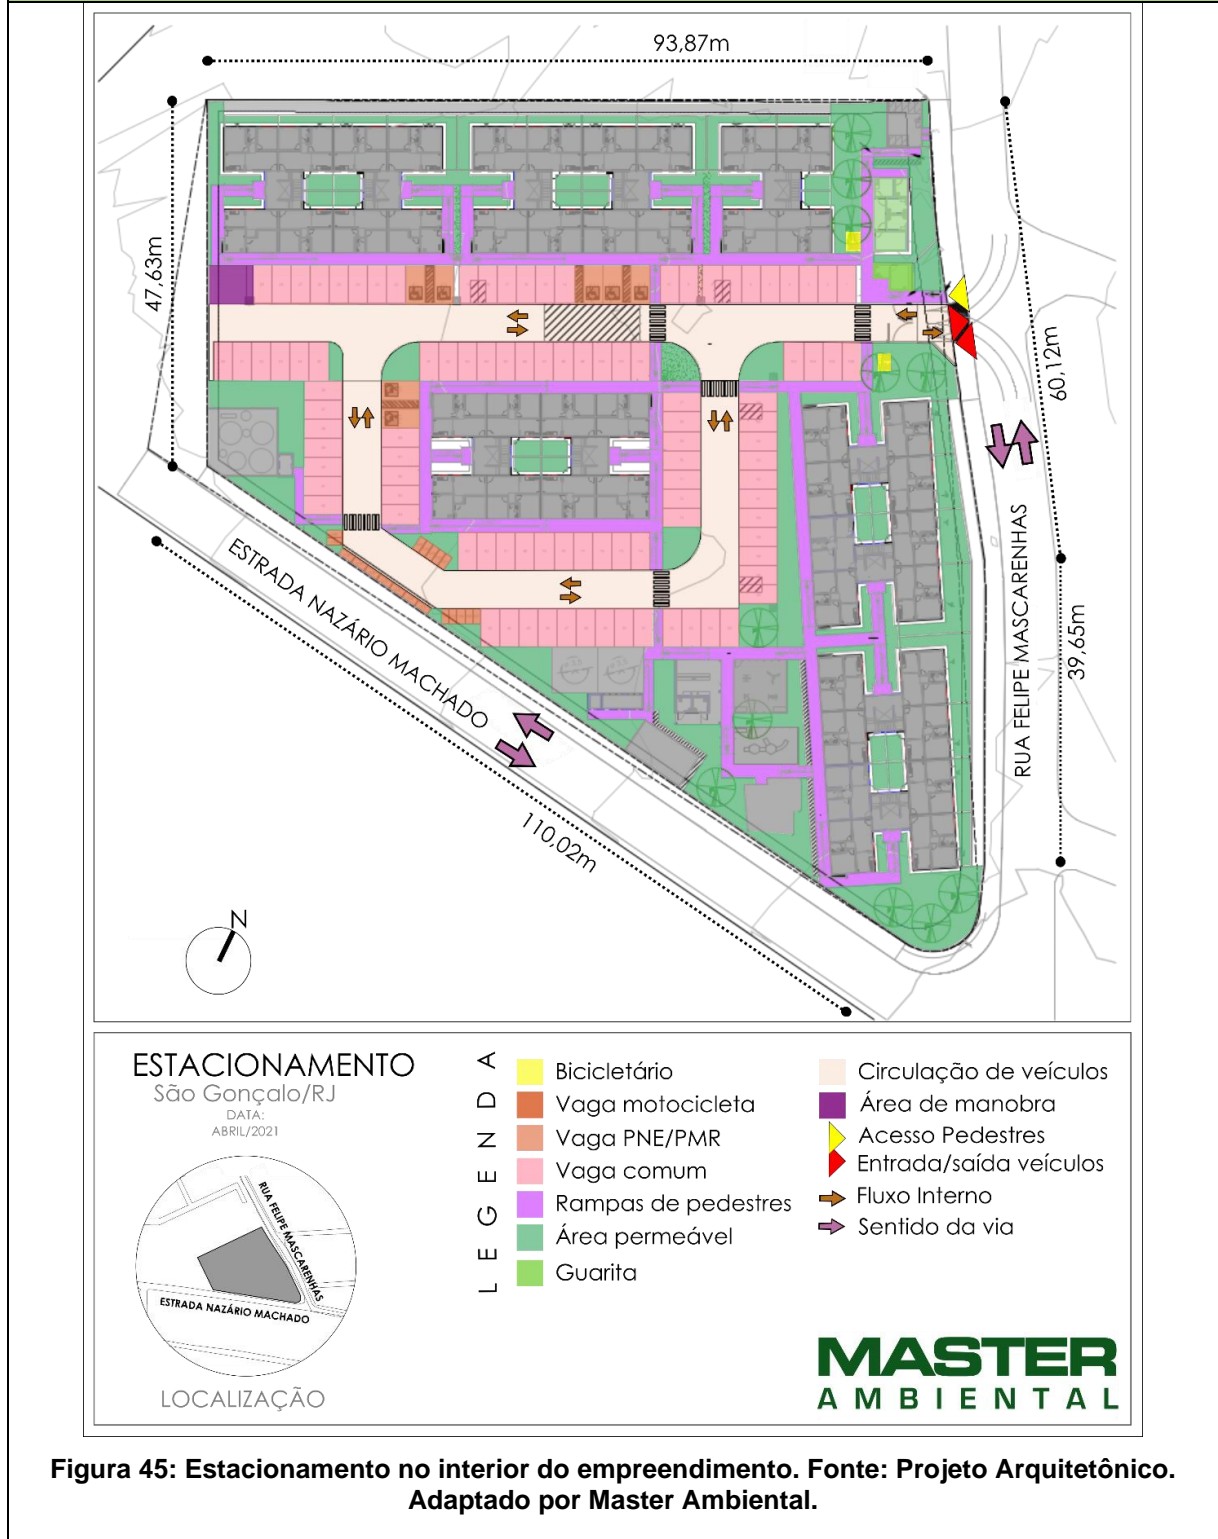 93,87m
47,63m
60,12m
39,65m
110,02m
ESTRADA NAZÁRIO MACHADO
RUA FELIPE MASCARENHAS
N
ESTACIONAMENTO
São Gonçalo/RJ
DATA:
ABRIL/2021
RUA FELIPE MASCARENHAS
ESTRADA NAZÁRIO MACHADO
LOCALIZAÇÃO
LEGENDA
Bicicletário
Vaga motocicleta
Vaga PNE/PMR
Vaga comum
Rampas de pedestres
Área permeável
Guarita
Circulação de veículos
Área de manobra
Acesso Pedestres
Entrada/saída veículos
Fluxo Interno
Sentido da via
MASTER
AMBIENTAL
Figura 45: Estacionamento no interior do empreendimento. Fonte: Projeto Arquitetônico.
Adaptado por Master Ambiental.